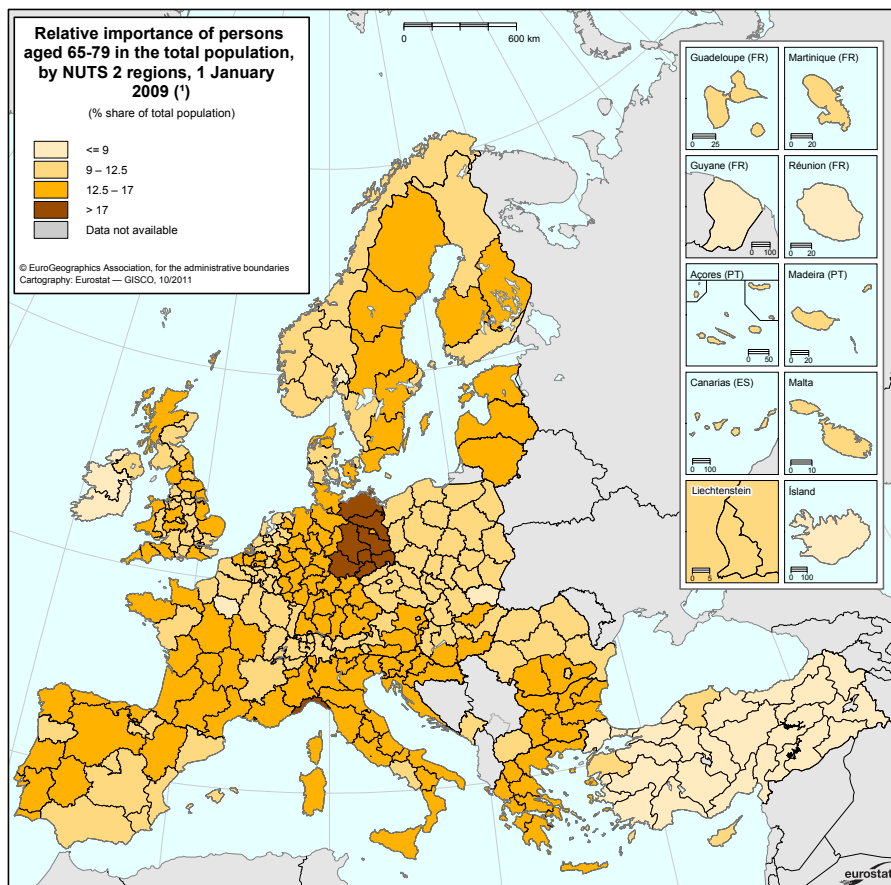 Relative importance of persons
aged 65-79 in the total population,
by NUTS 2 regions, 1 January
2009 (¹)
(% share of total population)
<= 9
9 – 12.5
12.5 – 17
> 17
Data not available
© EuroGeographics Association, for the administrative boundaries
Cartography: Eurostat — GISCO, 10/2011
0 600 km
Guadeloupe (FR)
0 25
Martinique (FR)
0 20
Guyane (FR)
0 100
Réunion (FR)
0 20
Açores (PT)
0 50
Madeira (PT)
0 20
Canarias (ES)
0 100
Malta
0 10
Liechtenstein
0 5
Ísland
0 100
eurostat